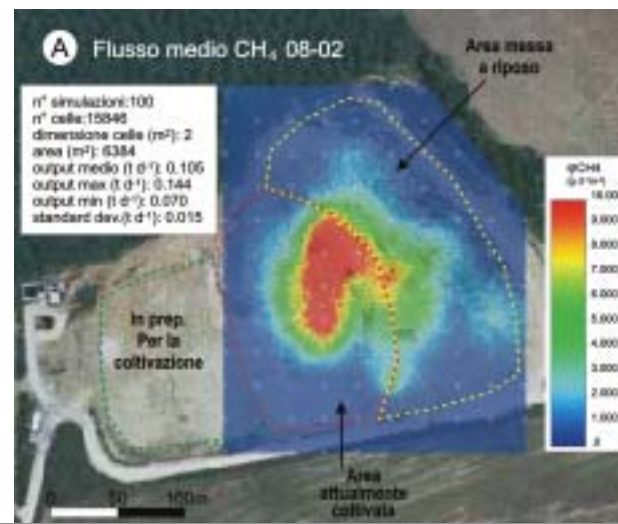 A Flusso medio CH₄ 08-02
Area messa
a riposo
n° simulazioni:100
n° celle:15846
dimensione celle (m²): 2
area (m²): 6384
output medio (t d⁻¹): 0.105
output max (t d⁻¹): 0.144
output min (t d⁻¹): 0.070
standard dev.(t d⁻¹): 0.015
φCH4
10.000
9.000
8.000
7.000
6.000
5.000
4.000
3.000
2.000
1.000
In prep.
Per la
coltivazione
Area
attualmente
coltivata
0 50 100m